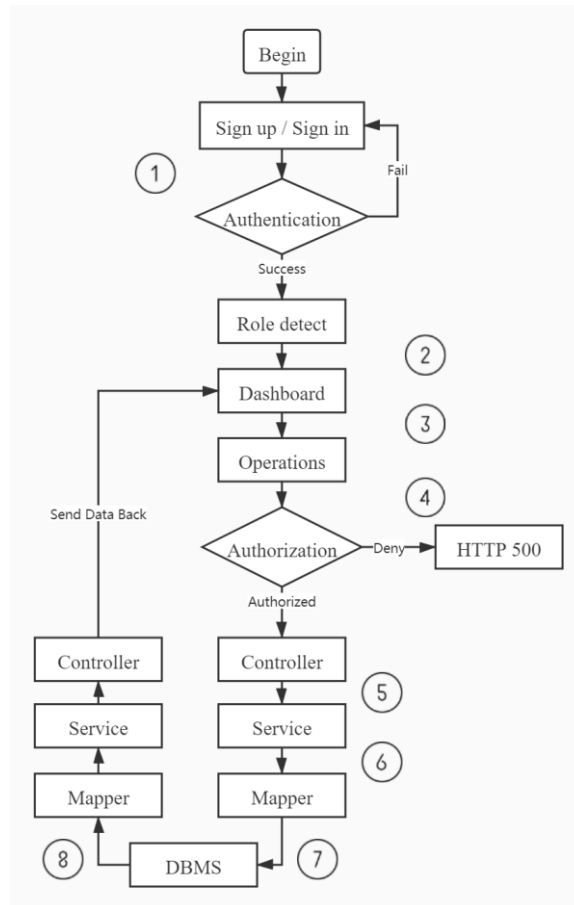 Begin
Sign up / Sign in
Fail
1
Authentication
Success
Role detect
2
Dashboard
3
Operations
Send Data Back
4
Authorization
Deny
HTTP 500
Authorized
Controller
Controller
5
Service
Service
6
Mapper
Mapper
8
DBMS
7